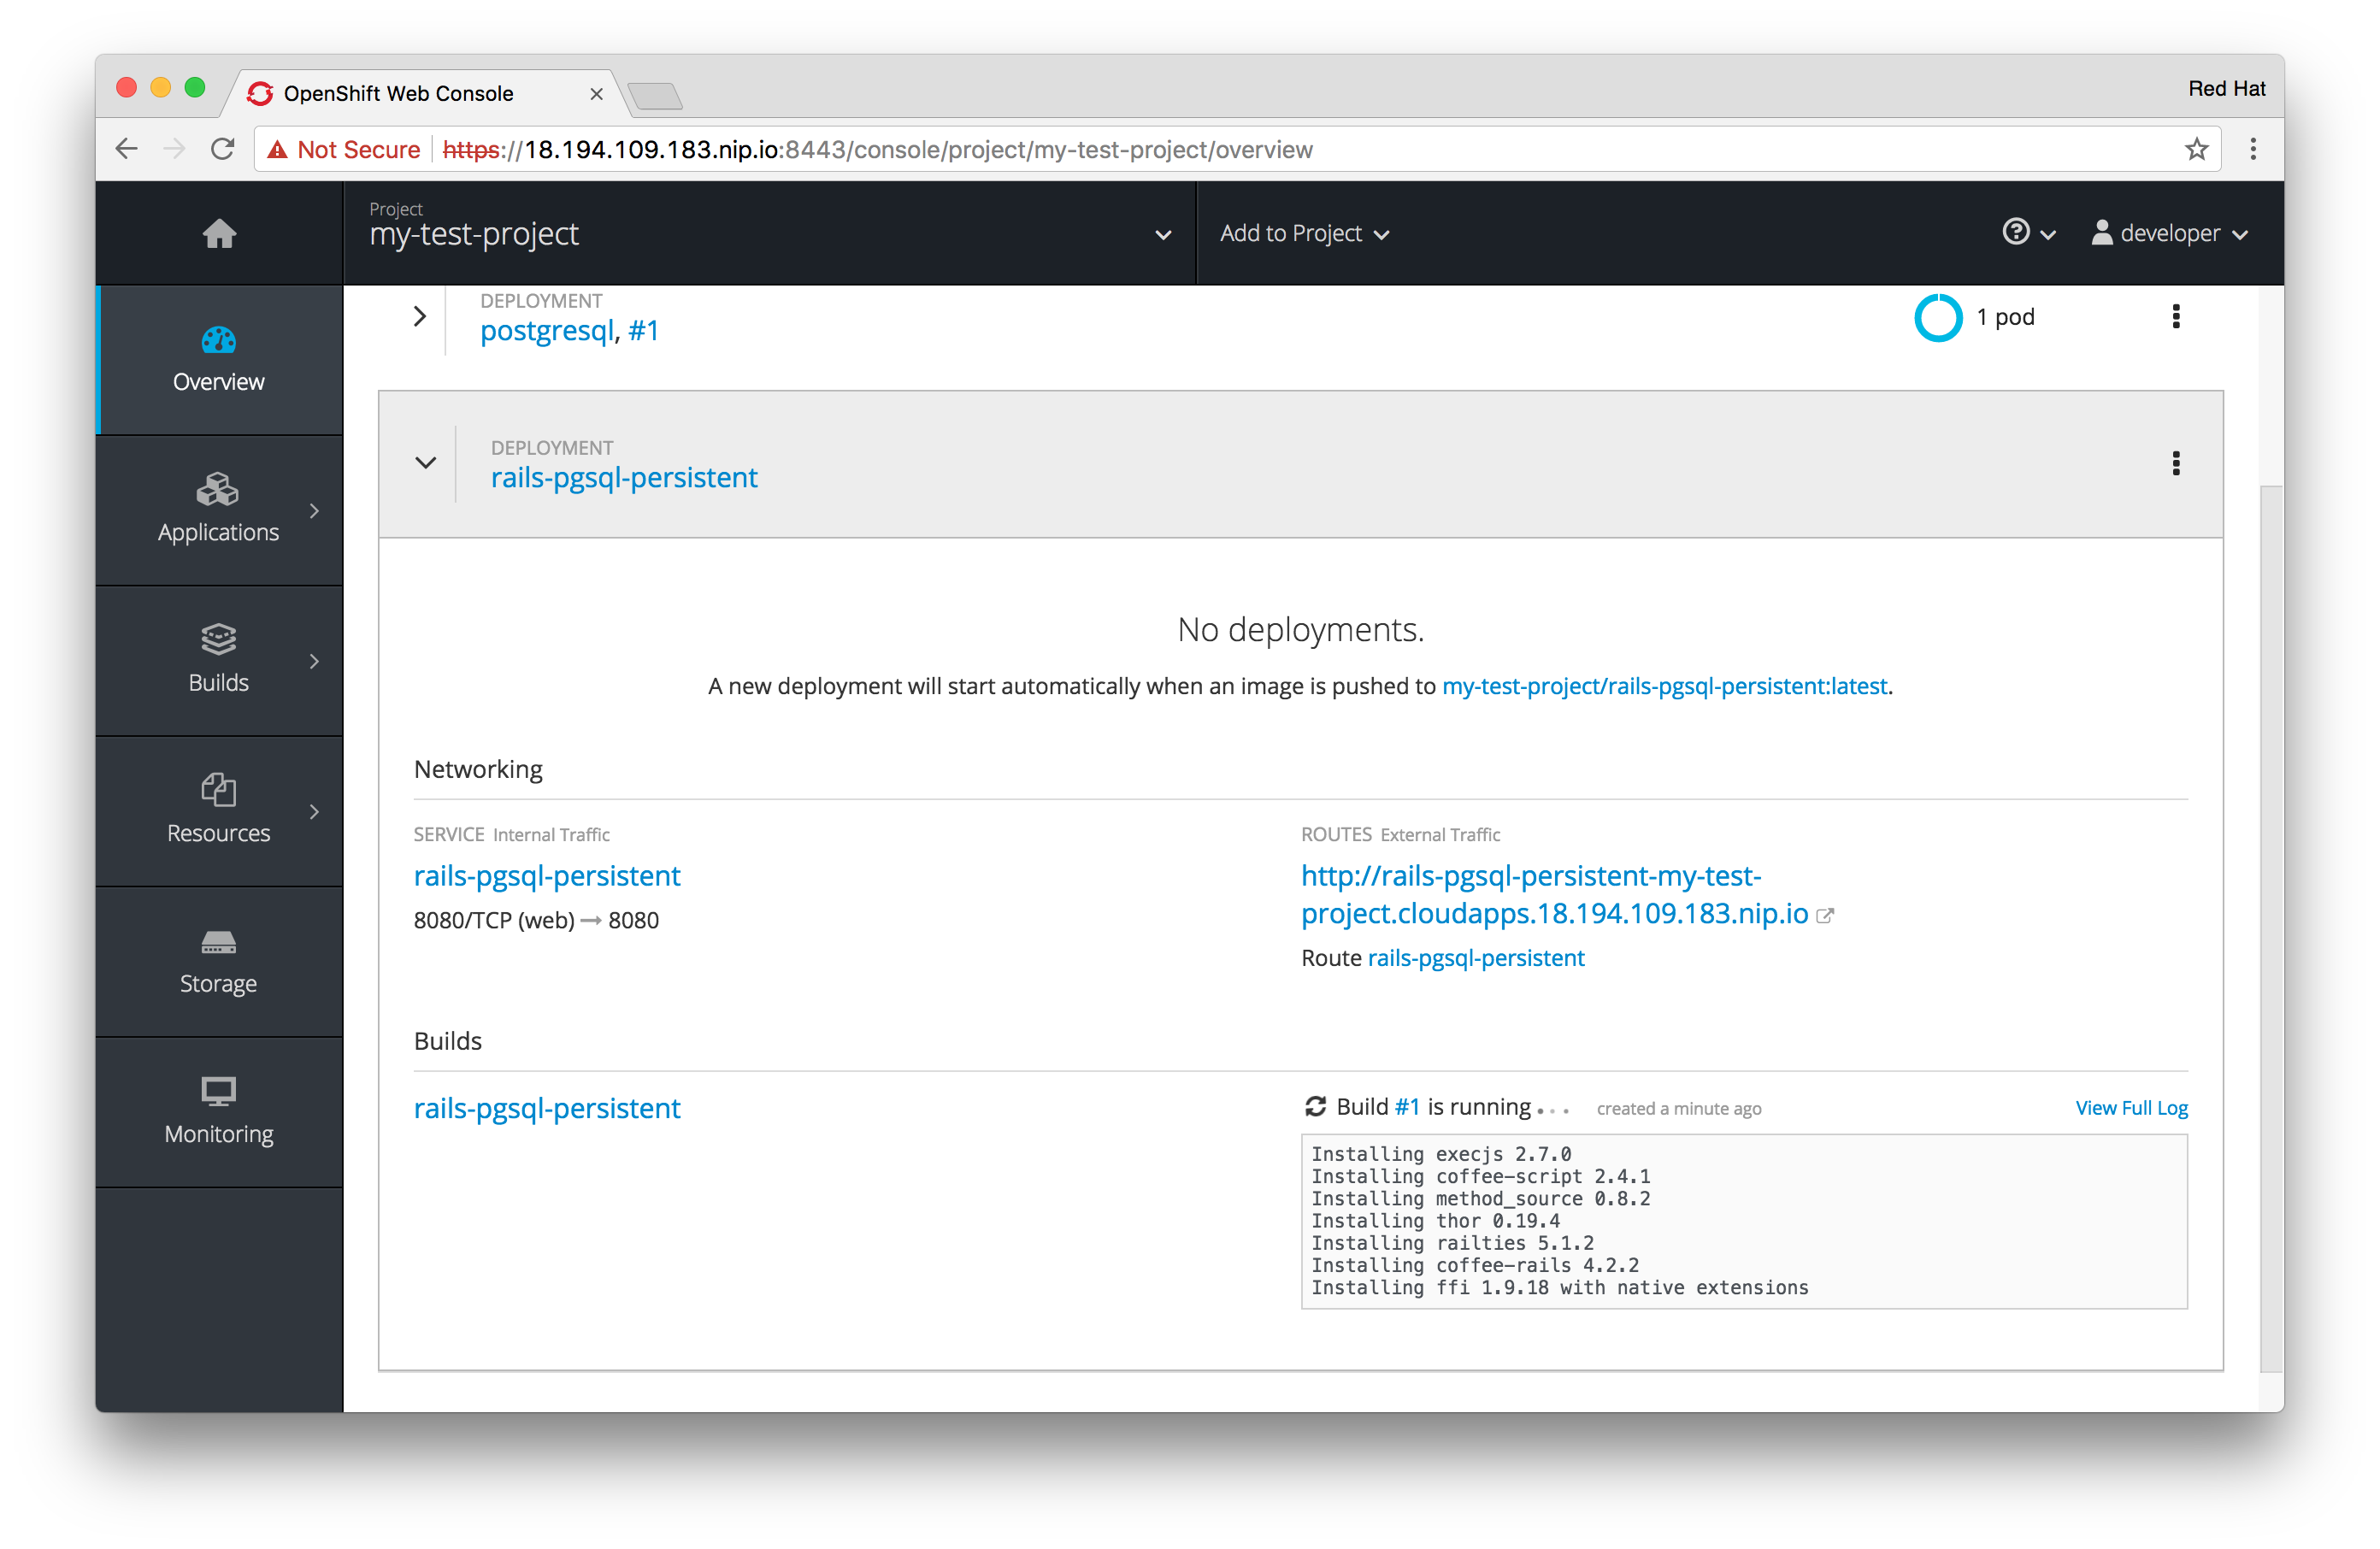 OpenShift Web Console
Red Hat
Not Secure https://18.194.109.183.nip.io:8443/console/project/my-test-project/overview
Project
my-test-project
Add to Project
developer
Overview
Applications
Builds
Resources
Storage
Monitoring
DEPLOYMENT
postgresql, #1
1 pod
DEPLOYMENT
rails-pgsql-persistent
No deployments.
A new deployment will start automatically when an image is pushed to my-test-project/rails-pgsql-persistent:latest.
Networking
SERVICE Internal Traffic
rails-pgsql-persistent
8080/TCP (web) → 8080
ROUTES External Traffic
http://rails-pgsql-persistent-my-test-
project.cloudapps.18.194.109.183.nip.io
Route rails-pgsql-persistent
Builds
rails-pgsql-persistent
Build #1 is running . . . created a minute ago
View Full Log
Installing execjs 2.7.0
Installing coffee-script 2.4.1
Installing method_source 0.8.2
Installing thor 0.19.4
Installing railties 5.1.2
Installing coffee-rails 4.2.2
Installing ffi 1.9.18 with native extensions